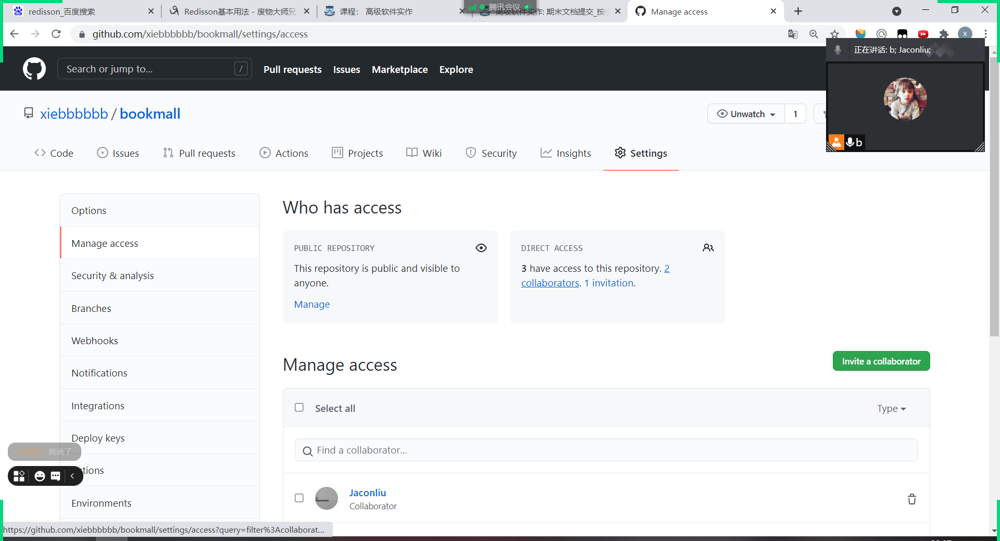 redisson_百度搜索
Redisson基本用法 - 废物大师兄
课程： 高级软件实作
高级软件实作: 期末文档提交_按小
Manage access
腾讯会议
github.com/xiebbbbbb/bookmall/settings/access
X
正在讲话: b; Jaconliu;
b
Search or jump to...
/
Pull requests
Issues
Marketplace
Explore
xiebbbbbb / bookmall
Unwatch
1
Code
Issues
Pull requests
Actions
Projects
Wiki
Security
Insights
Settings
Options
Manage access
Security & analysis
Branches
Webhooks
Notifications
Integrations
Deploy keys
我说了
tions
Environments
Who has access
PUBLIC REPOSITORY
This repository is public and visible to
anyone.
Manage
DIRECT ACCESS
3 have access to this repository. 2
collaborators. 1 invitation.
Manage access
Invite a collaborator
Select all
Type
Find a collaborator...
Jaconliu
Collaborator
https://github.com/xiebbbbbb/bookmall/settings/access?query=filter%3Acollaborat...